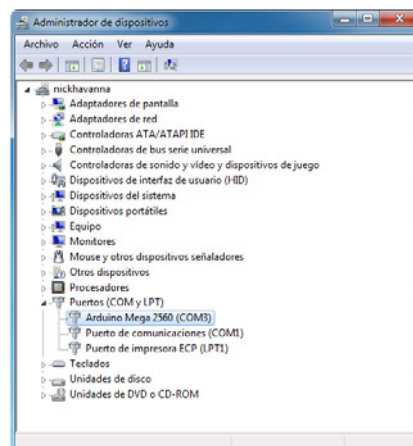 Administrador de dispositivos
Archivo Acción Ver Ayuda
nickhavanna
Adaptadores de pantalla
Adaptadores de red
Controladoras ATA/ATAPI IDE
Controladoras de bus serie universal
Controladoras de sonido y vídeo y dispositivos de juego
Dispositivos de interfaz de usuario (HID)
Dispositivos del sistema
Dispositivos portátiles
Equipo
Monitores
Mouse y otros dispositivos señaladores
Otros dispositivos
Procesadores
Puertos (COM y LPT)
Arduino Mega 2560 (COM3)
Puerto de comunicaciones (COM1)
Puerto de impresora ECP (LPT1)
Teclados
Unidades de disco
Unidades de DVD o CD-ROM